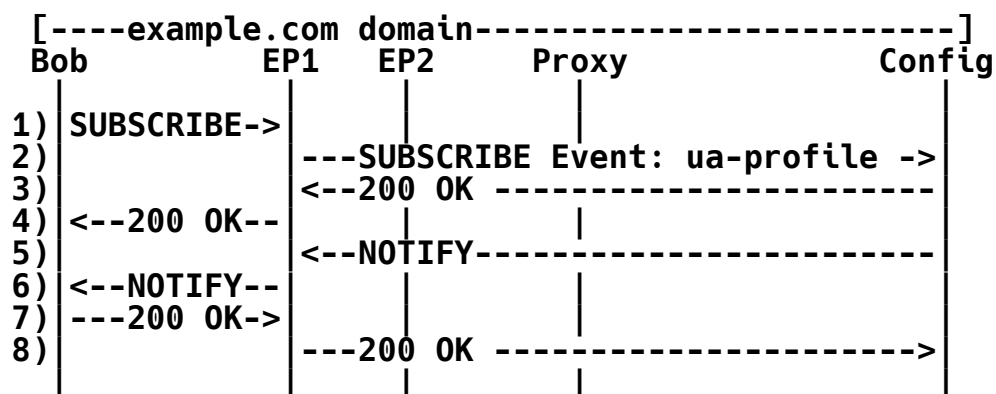 [----example.com domain-------------------------]
Bob         EP1   EP2     Proxy             Config
|           |     |        |                  |
1)|SUBSCRIBE->|     |        |                  |
2)|           |---SUBSCRIBE Event: ua-profile ->|
3)|           |<--200 OK -----------------------|
4)|<--200 OK--|     |        |                  |
5)|           |<--NOTIFY------------------------|
6)|<--NOTIFY--|     |        |                  |
7)|---200 OK->|     |        |                  |
8)|           |---200 OK ---------------------->|
|           |     |        |                  |